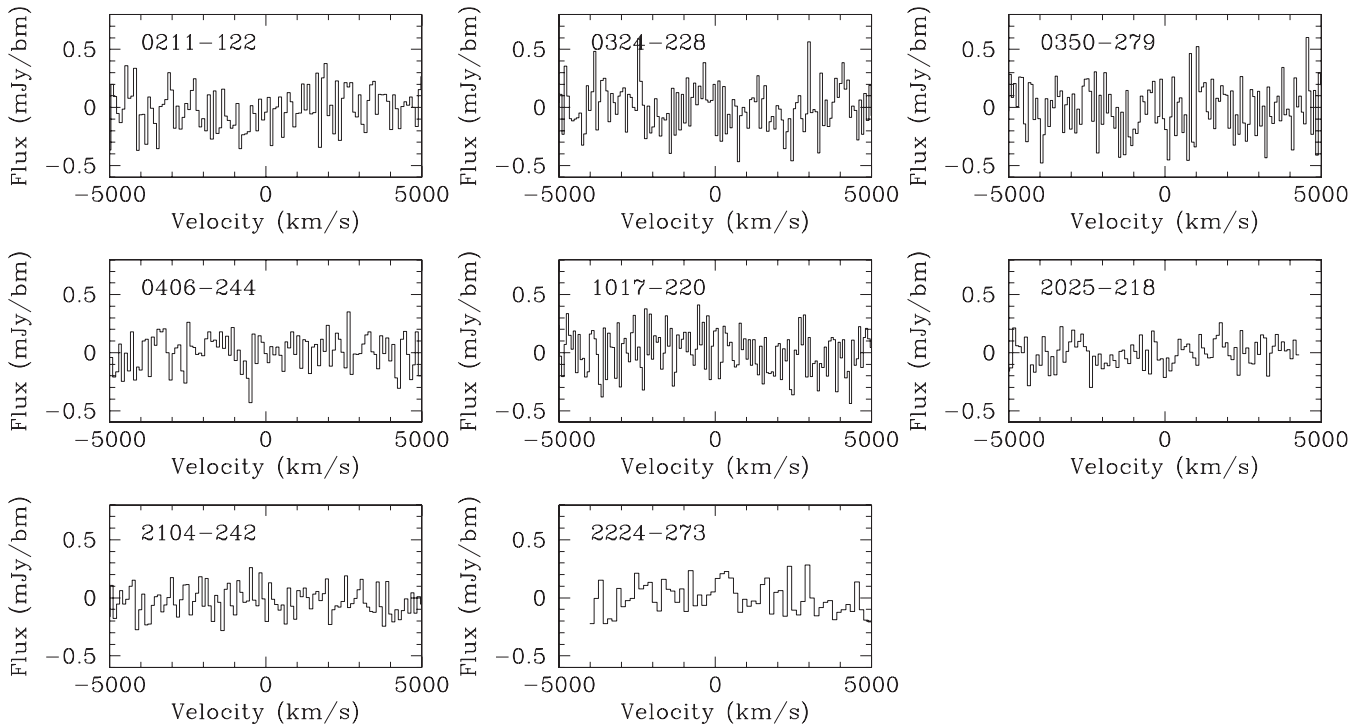 0211−122
0.5
0
−0.5
Flux (mJy/bm)
−5000 0 5000
Velocity (km/s)
0324−228
0.5
0
−0.5
Flux (mJy/bm)
−5000 0 5000
Velocity (km/s)
0350−279
0.5
0
−0.5
Flux (mJy/bm)
−5000 0 5000
Velocity (km/s)
0406−244
0.5
0
−0.5
Flux (mJy/bm)
−5000 0 5000
Velocity (km/s)
1017−220
0.5
0
−0.5
Flux (mJy/bm)
−5000 0 5000
Velocity (km/s)
2025−218
0.5
0
−0.5
Flux (mJy/bm)
−5000 0 5000
Velocity (km/s)
2104−242
0.5
0
−0.5
Flux (mJy/bm)
−5000 0 5000
Velocity (km/s)
2224−273
0.5
0
−0.5
Flux (mJy/bm)
−5000 0 5000
Velocity (km/s)